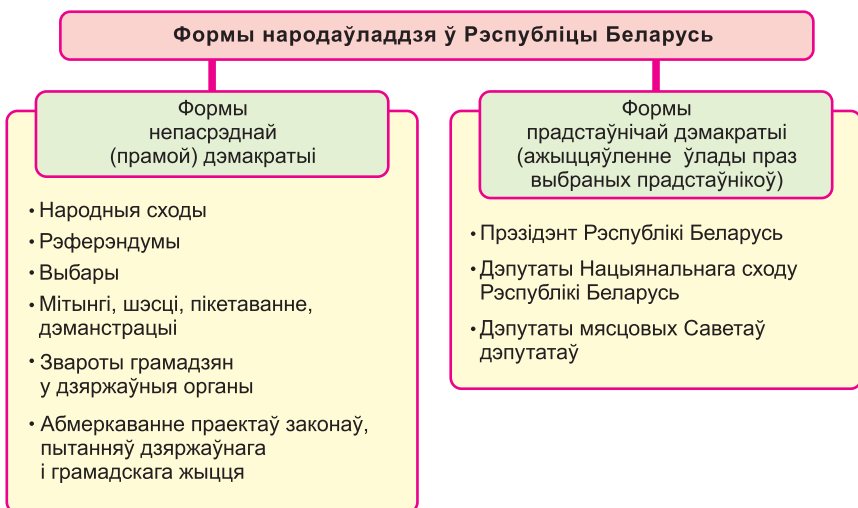 Формы народаўладдзя ў Рэспубліцы Беларусь
Формы
непасрэднай
(прамой) дэмакратыі
• Народныя сходы
• Рэферэндумы
• Выбары
• Мітынгі, шэсці, пікетаванне,
дэманстрацыі
• Звароты грамадзян
у дзяржаўныя органы
• Абмеркаванне праектаў законаў,
пытанняў дзяржаўнага
і грамадскага жыцця
Формы
прадстаўнічай дэмакратыі
(ажыццяўленне ўлады праз
выбраных прадстаўнікоў)
• Прэзідэнт Рэспублікі Беларусь
• Дэпутаты Нацыянальнага сходу
Рэспублікі Беларусь
• Дэпутаты мясцовых Саветаў
дэпутатаў